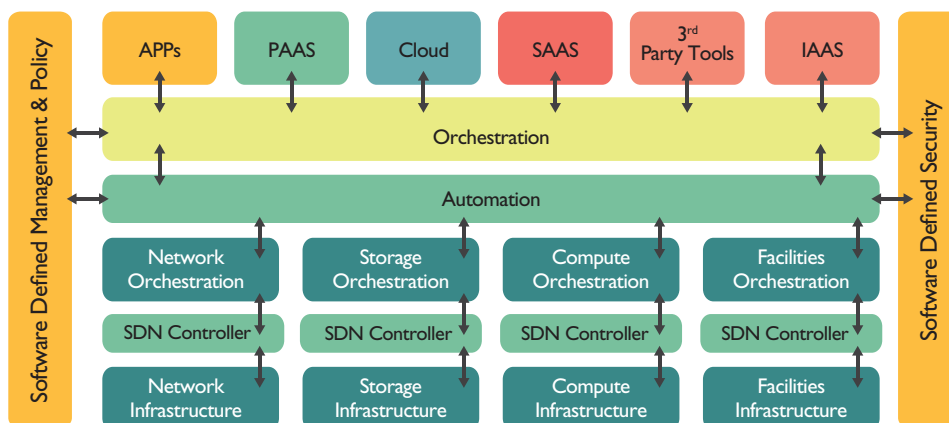 Software Defined Management & Policy
APPs
PAAS
Cloud
SAAS
3rd
Party Tools
IAAS
Orchestration
Automation
Network
Orchestration
Storage
Orchestration
Compute
Orchestration
Facilities
Orchestration
SDN Controller
SDN Controller
SDN Controller
SDN Controller
Network
Infrastructure
Storage
Infrastructure
Compute
Infrastructure
Facilities
Infrastructure
Software Defined Security